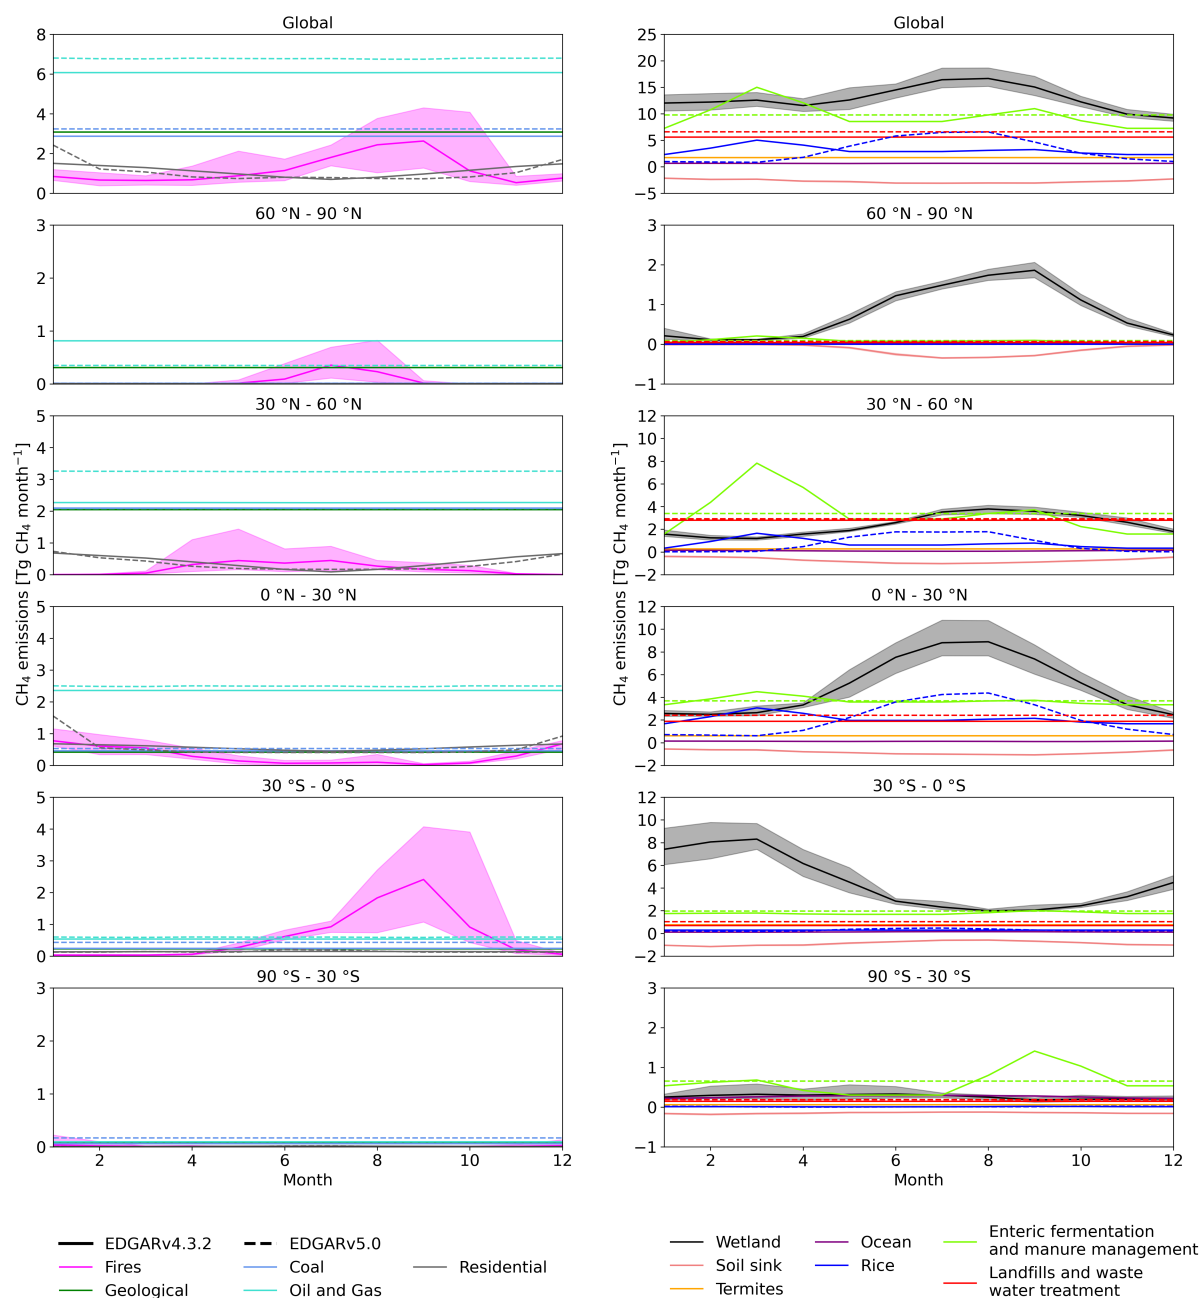 Global
8
6
4
2
0
60 °N - 90 °N
3
2
1
0
30 °N - 60 °N
5
4
3
2
1
0
0 °N - 30 °N
5
4
3
2
1
0
30 °S - 0 °S
5
4
3
2
1
0
90 °S - 30 °S
3
2
1
0
2 4 6 8 10 12
Month
CH₄ emissions [Tg CH₄ month⁻¹]
Global
25
20
15
10
5
0
−5
60 °N - 90 °N
3
2
1
0
−1
30 °N - 60 °N
12
10
8
6
4
2
0
−2
0 °N - 30 °N
12
10
8
6
4
2
0
−2
30 °S - 0 °S
12
10
8
6
4
2
0
−2
90 °S - 30 °S
3
2
1
0
−1
2 4 6 8 10 12
Month
CH₄ emissions [Tg CH₄ month⁻¹]
EDGARv4.3.2 EDGARv5.0
Fires Coal Residential
Geological Oil and Gas
Wetland Ocean Enteric fermentation
and manure management
Soil sink Rice Landfills and waste
water treatment
Termites